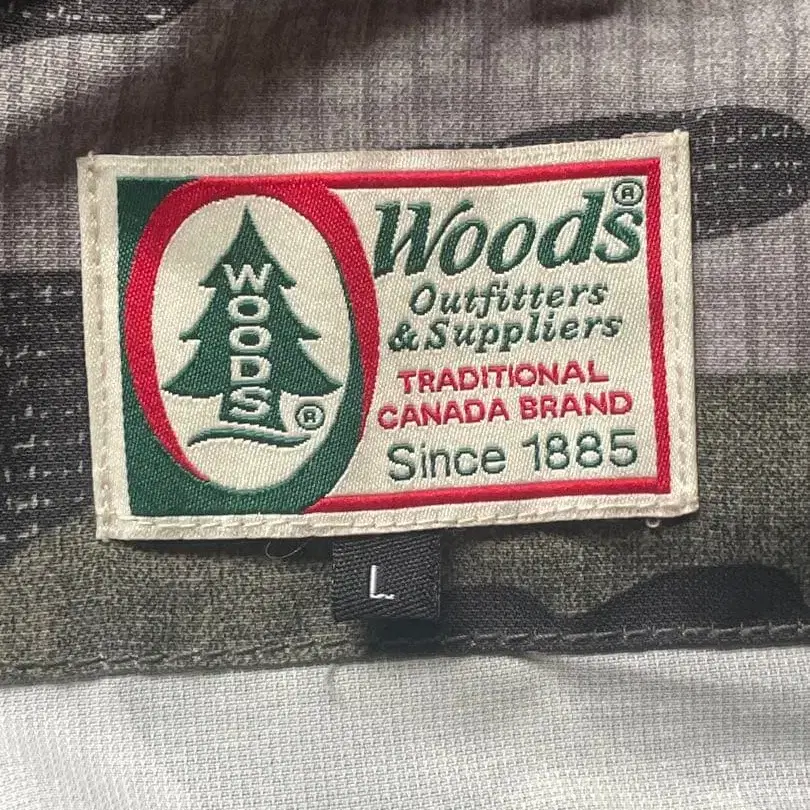 WOODS
®
Woods®
Outfitters
& Suppliers
TRADITIONAL
CANADA BRAND
Since 1885
L